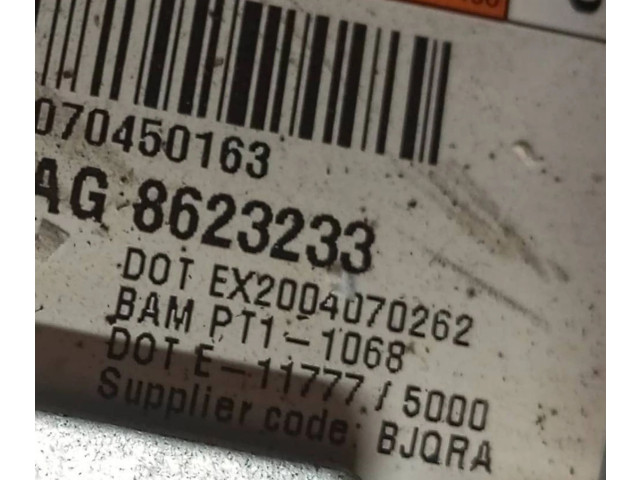 070450163
AG 8623233
DOT EX2004070262
BAM PT1-1068
DOT E-11777/5000
Supplier code: BJQRA